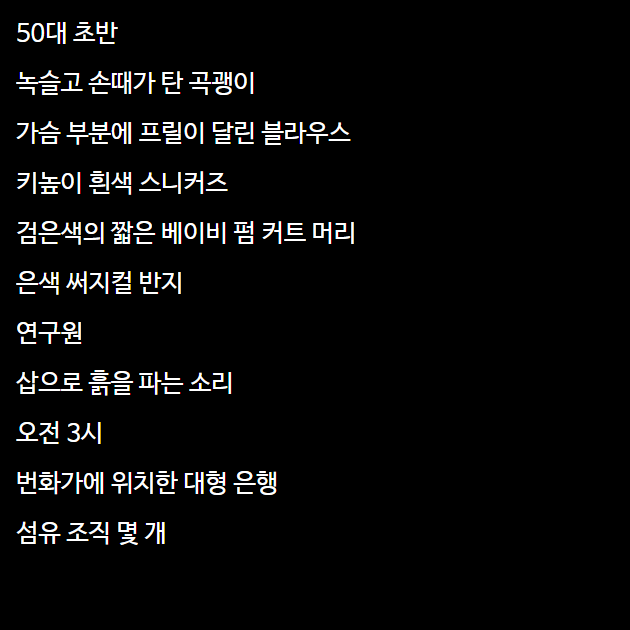 50대 초반
녹슬고 손때가 탄 곡괭이
가슴 부분에 프릴이 달린 블라우스
키높이 흰색 스니커즈
검은색의 짧은 베이비 펌 커트 머리
은색 써지컬 반지
연구원
삽으로 흙을 파는 소리
오전 3시
번화가에 위치한 대형 은행
섬유 조직 몇 개